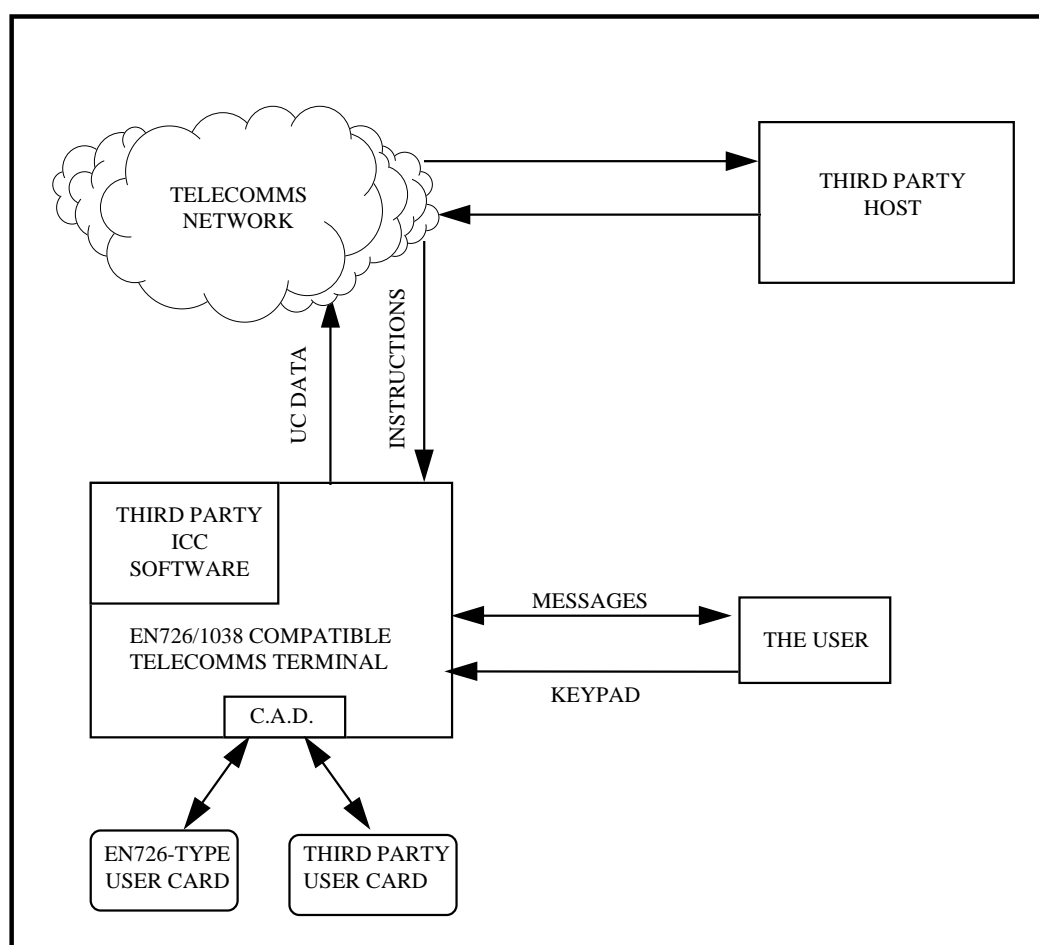 TELECOMMS
NETWORK
THIRD PARTY
HOST
UC DATA
INSTRUCTIONS
THIRD PARTY
ICC
SOFTWARE
EN726/1038 COMPATIBLE
TELECOMMS TERMINAL
MESSAGES
THE USER
KEYPAD
C.A.D.
EN726-TYPE
USER CARD
THIRD PARTY
USER CARD